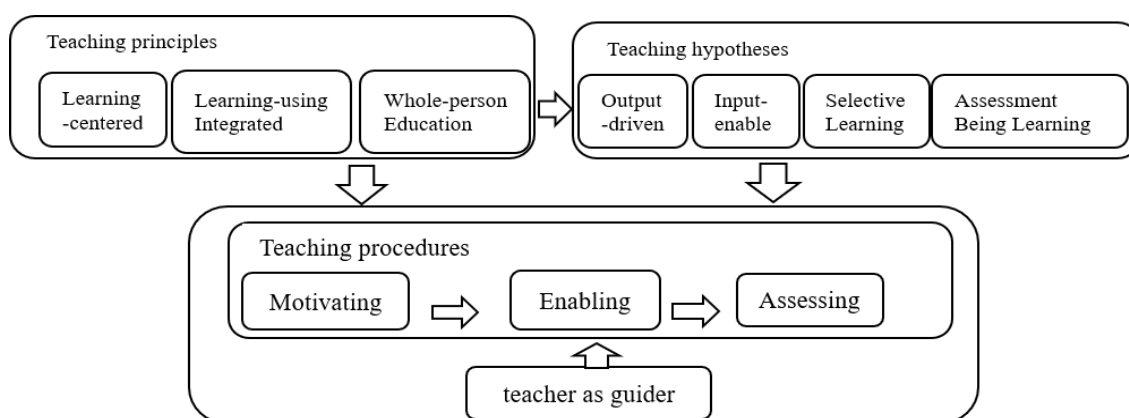 Teaching principles
Learning
-centered
Learning-using
Integrated
Whole-person
Education
Teaching hypotheses
Output
-driven
Input-
enable
Selective
Learning
Assessment
Being Learning
Teaching procedures
Motivating
Enabling
Assessing
teacher as guider